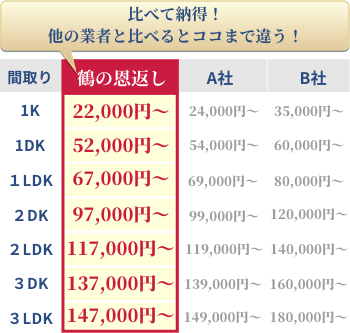 比べて納得！
他の業者と比べるとココまで違う！
間取り 鶴の恩返し A社 B社
1K 22,000円〜 24,000円〜 35,000円〜
1DK 52,000円〜 54,000円〜 60,000円〜
１LDK 67,000円〜 69,000円〜 80,000円〜
２DK 97,000円〜 99,000円〜 120,000円〜
２LDK 117,000円〜 119,000円〜 140,000円〜
３DK 137,000円〜 139,000円〜 160,000円〜
３LDK 147,000円〜 149,000円〜 180,000円〜